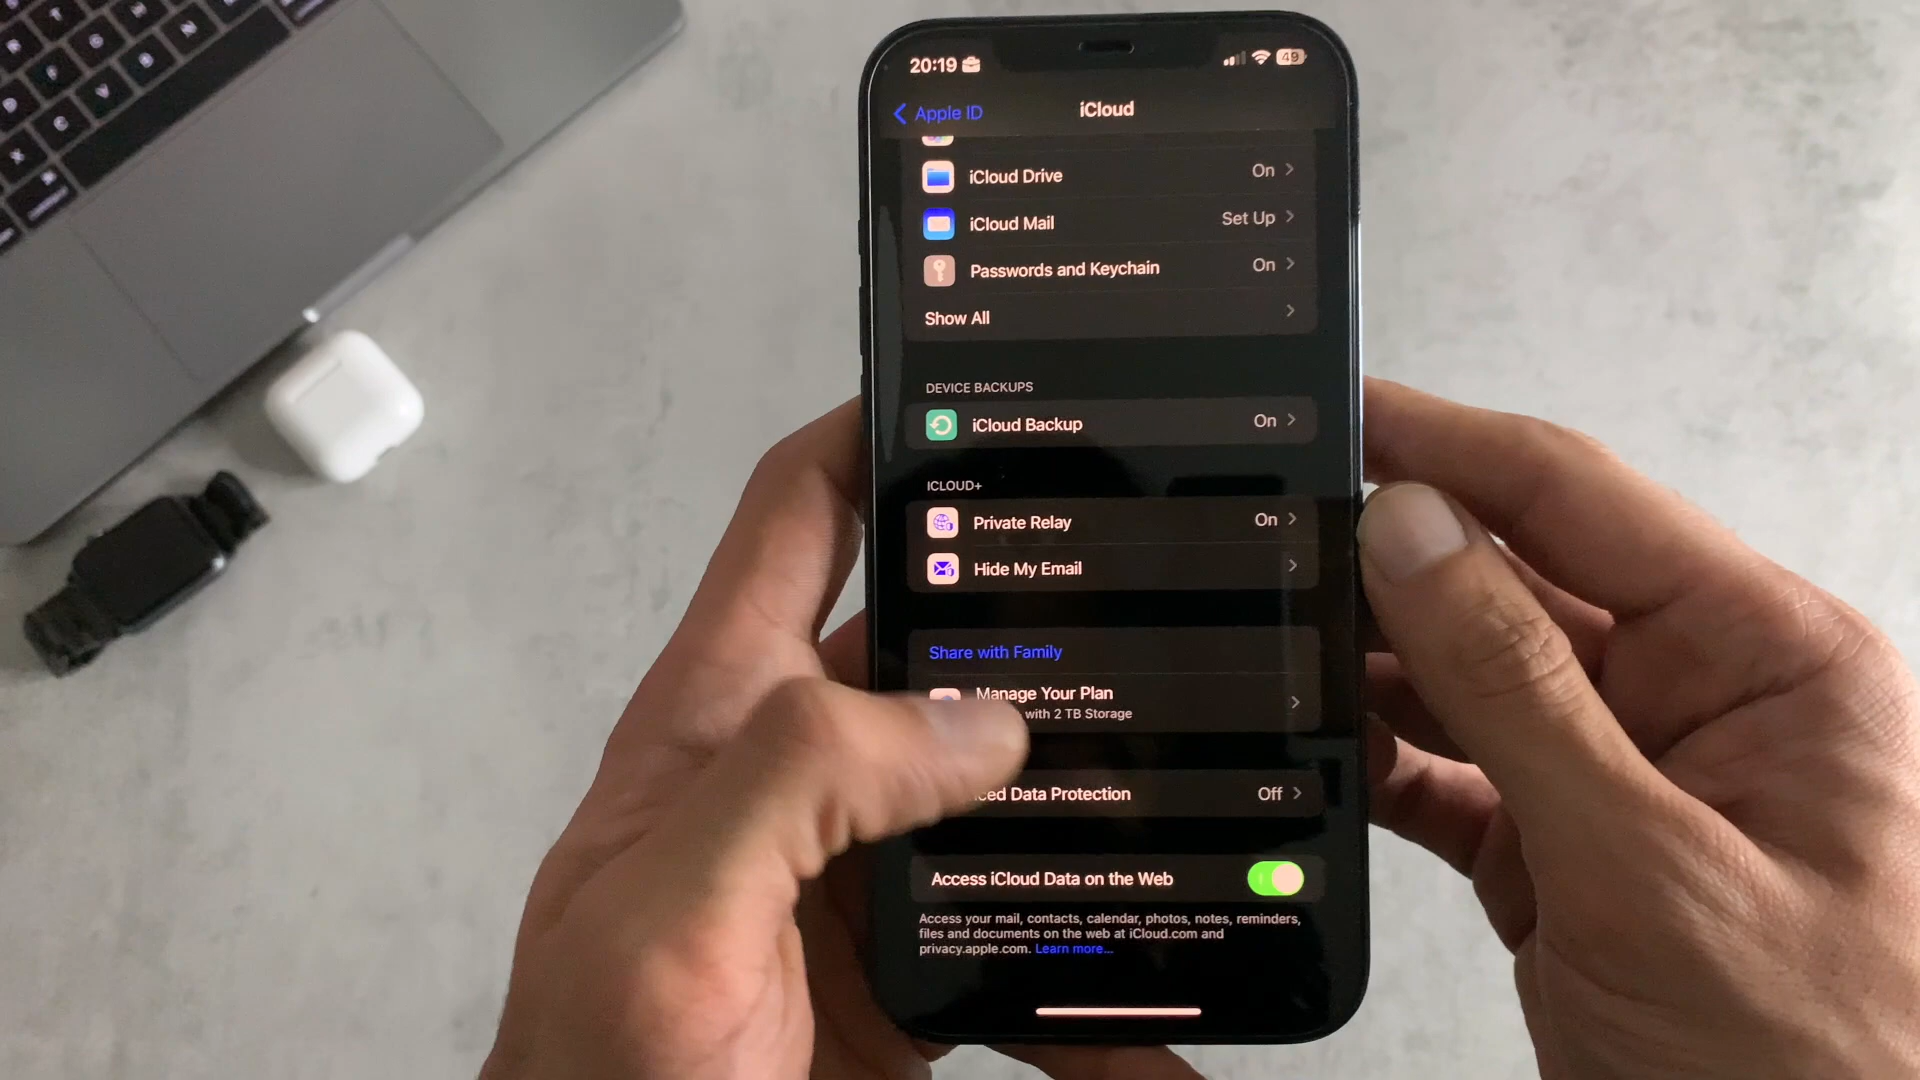 20:19
49
Apple ID
iCloud
iCloud Drive On
iCloud Mail Set Up
Passwords and Keychain On
Show All
DEVICE BACKUPS
iCloud Backup On
ICLOUD+
Private Relay On
Hide My Email
Share with Family
Manage Your Plan
with 2 TB Storage
Data Protection Off
Access iCloud Data on the Web
Access your mail, contacts, calendar, photos, notes, reminders,
files and documents on the web at iCloud.com and
privacy.apple.com. Learn more...